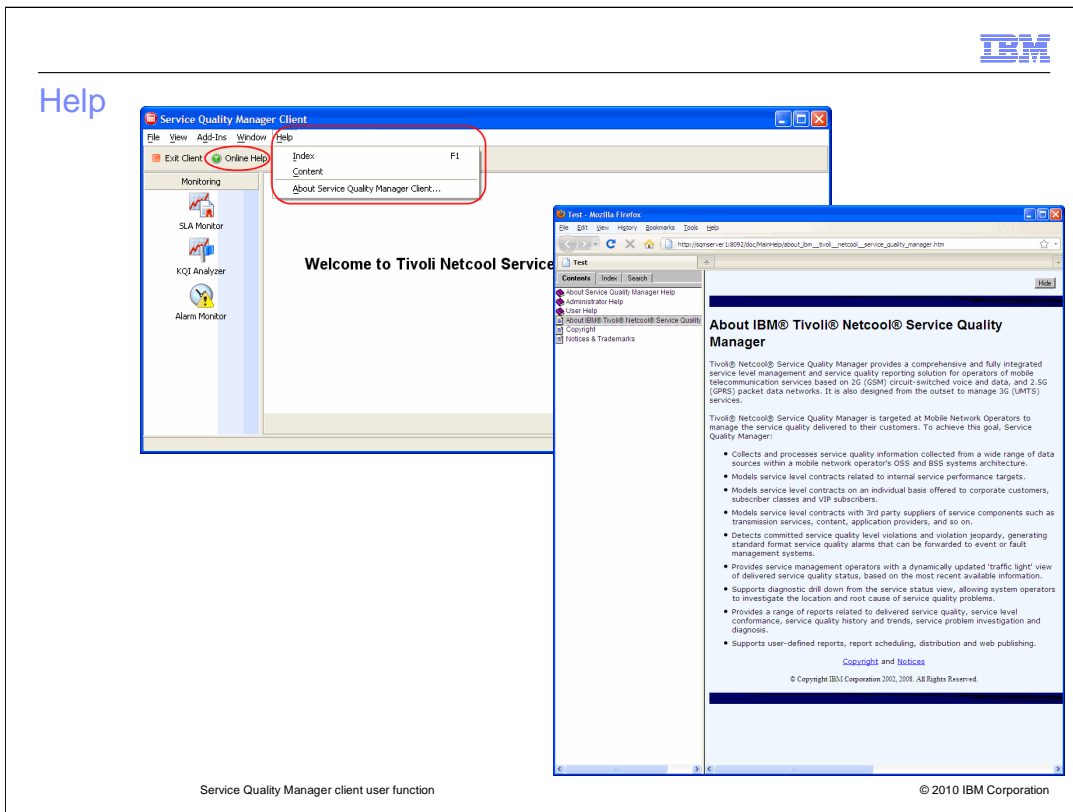 IBM
Help
Service Quality Manager Client
File View Add-Ins Window Help
Exit Client Online Help
Index F1
Content
About Service Quality Manager Client...
Monitoring
SLA Monitor
KQI Analyzer
Alarm Monitor
Welcome to Tivoli Netcool Service
Test - Mozilla Firefox
File Edit View History Bookmarks Tools Help
http://sqmserver1:8092/doc/MainHelp/about_ibm__tivoli__netcool__service_quality_manager.htm
Test
Contents Index Search
Hide
About Service Quality Manager Help
Administrator Help
User Help
About IBM® Tivoli® Netcool® Service Quality
Copyright
Notices & Trademarks
About IBM® Tivoli® Netcool® Service Quality
Manager
Tivoli® Netcool® Service Quality Manager provides a comprehensive and fully integrated
service level management and service quality reporting solution for operators of mobile
telecommunication services based on 2G (GSM) circuit-switched voice and data, and 2.5G
(GPRS) packet data networks. It is also designed from the outset to manage 3G (UMTS)
services.
Tivoli® Netcool® Service Quality Manager is targeted at Mobile Network Operators to
manage the service quality delivered to their customers. To achieve this goal, Service
Quality Manager:
• Collects and processes service quality information collected from a wide range of data
sources within a mobile network operator's OSS and BSS systems architecture.
• Models service level contracts related to internal service performance targets.
• Models service level contracts on an individual basis offered to corporate customers,
subscriber classes and VIP subscribers.
• Models service level contracts with 3rd party suppliers of service components such as
transmission services, content, application providers, and so on.
• Detects committed service quality level violations and violation jeopardy, generating
standard format service quality alarms that can be forwarded to event or fault
management systems.
• Provides service management operators with a dynamically updated 'traffic light' view
of delivered service quality status, based on the most recent available information.
• Supports diagnostic drill down from the service status view, allowing system operators
to investigate the location and root cause of service quality problems.
• Provides a range of reports related to delivered service quality, service level
conformance, service quality history and trends, service problem investigation and
diagnosis.
• Supports user-defined reports, report scheduling, distribution and web publishing.
Copyright and Notices
© Copyright IBM Corporation 2002, 2008. All Rights Reserved.
Service Quality Manager client user function
© 2010 IBM Corporation